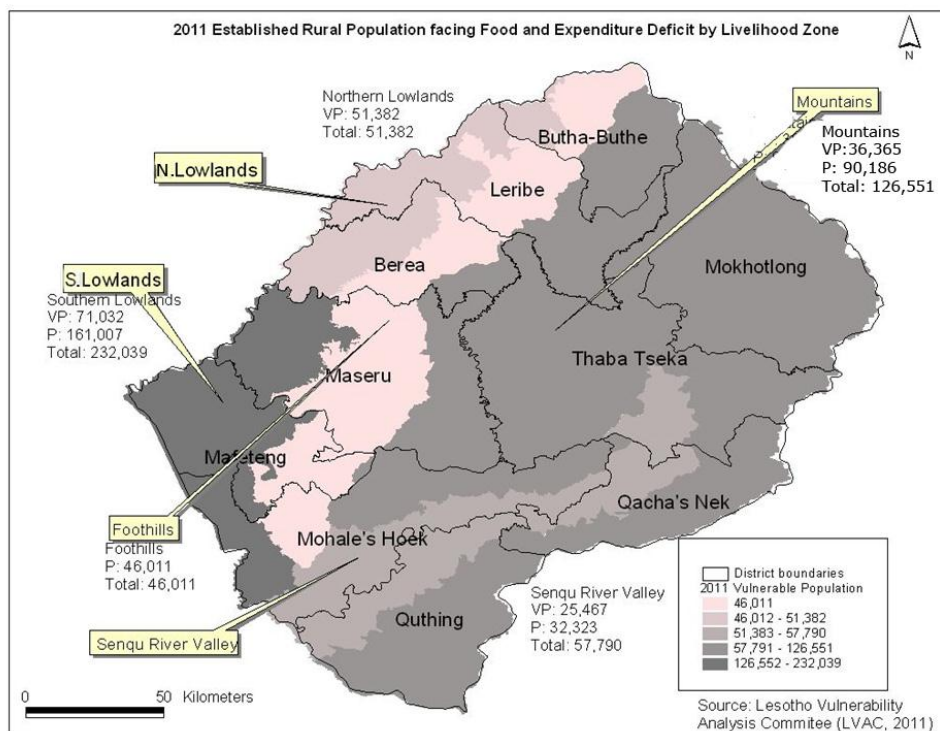 2011 Established Rural Population facing Food and Expenditure Deficit by Livelihood Zone
N
Northern Lowlands
VP: 51,382
Total: 51,382
Mountains
Mountains
VP:36,365
P: 90,186
Total: 126,551
N.Lowlands
Butha-Buthe
Leribe
Berea
Mokhotlong
S.Lowlands
Southern Lowlands
VP: 71,032
P: 161,007
Total: 232,039
Thaba Tseka
Maseru
Mafeteng
Qacha's Nek
Foothills
Foothills
P: 46,011
Total: 46,011
Mohale's Hoek
Senqu River Valley
Quthing
Senqu River Valley
VP: 25,467
P: 32,323
Total: 57,790
District boundaries
2011 Vulnerable Population
46,011
46,012 - 51,382
51,383 - 57,790
57,791 - 126,551
126,552 - 232,039
0 50 Kilometers
Source: Lesotho Vulnerability
Analysis Commitee (LVAC, 2011)